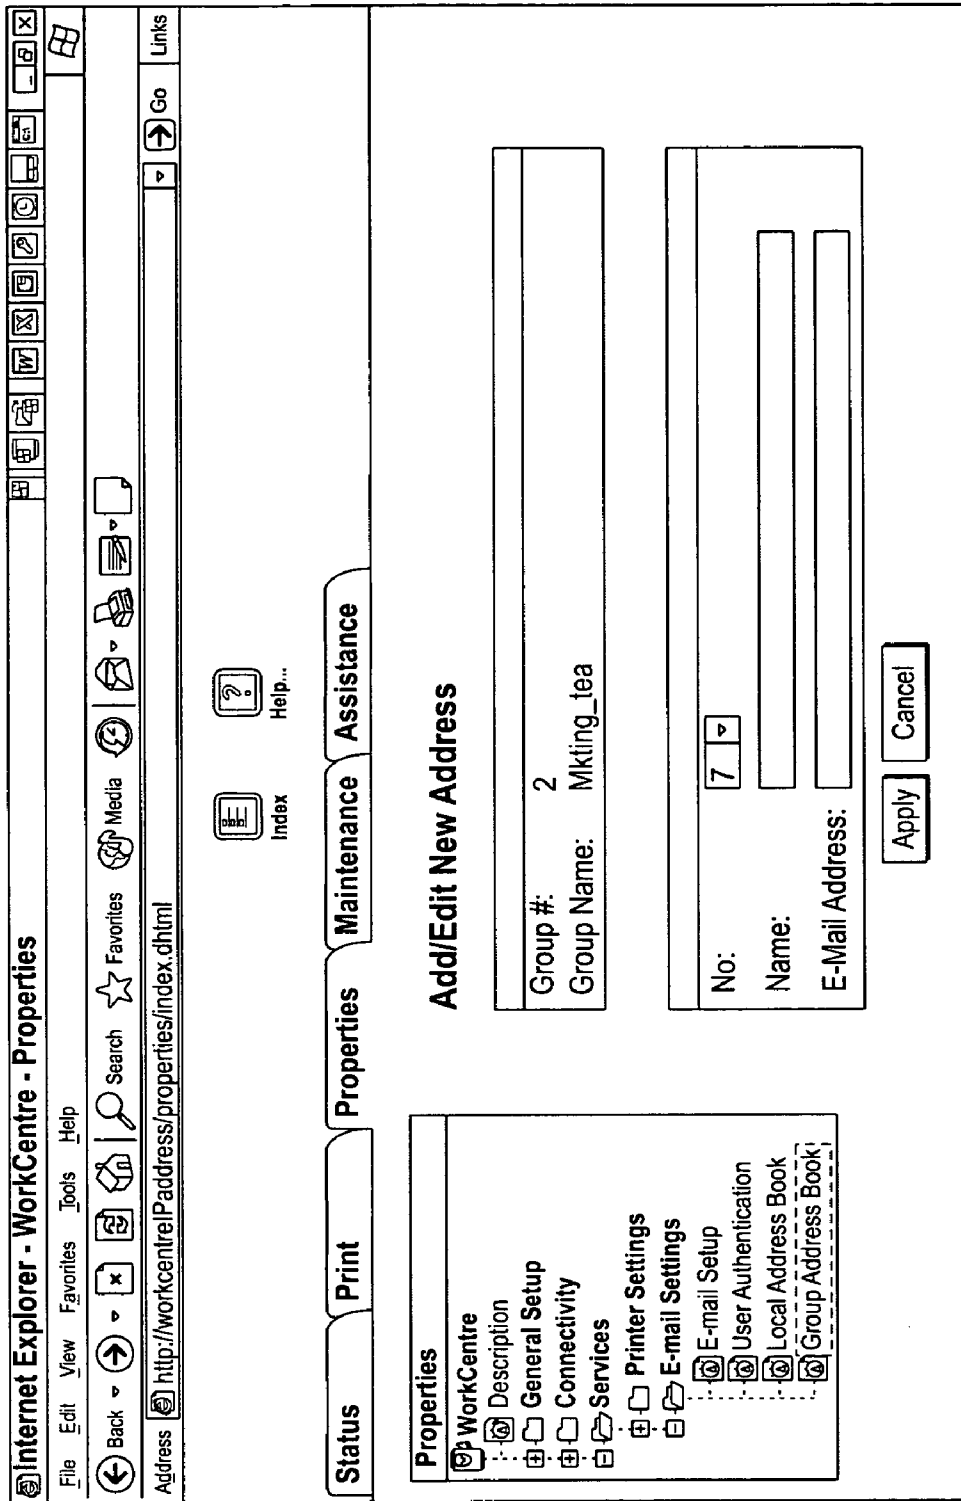 Internet Explorer - WorkCentre - Properties
File Edit View Favorites Tools Help
Back Search Favorites Media
Address http://workcentreIPaddress/properties/index.dhtml Go Links
Index Help...
Status Print Properties Maintenance Assistance
Properties
WorkCentre
Description
General Setup
Connectivity
Services
Printer Settings
E-mail Settings
E-mail Setup
User Authentication
Local Address Book
Group Address Book
Add/Edit New Address
Group #: 2
Group Name: Mkting_tea
No: 7
Name:
E-Mail Address:
Apply Cancel